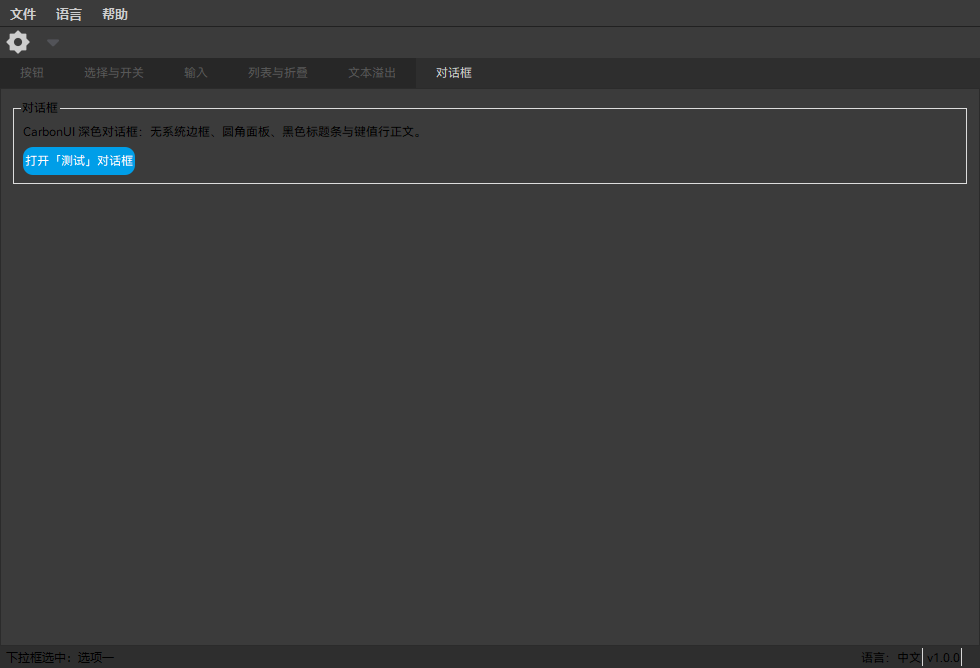 文件 语言 帮助
按钮 选择与开关 输入 列表与折叠 文本溢出 对话框
对话框
CarbonUI 深色对话框：无系统边框、圆角面板、黑色标题条与键值行正文。
打开「测试」对话框
下拉框选中：选项一 语言：中文 v1.0.0